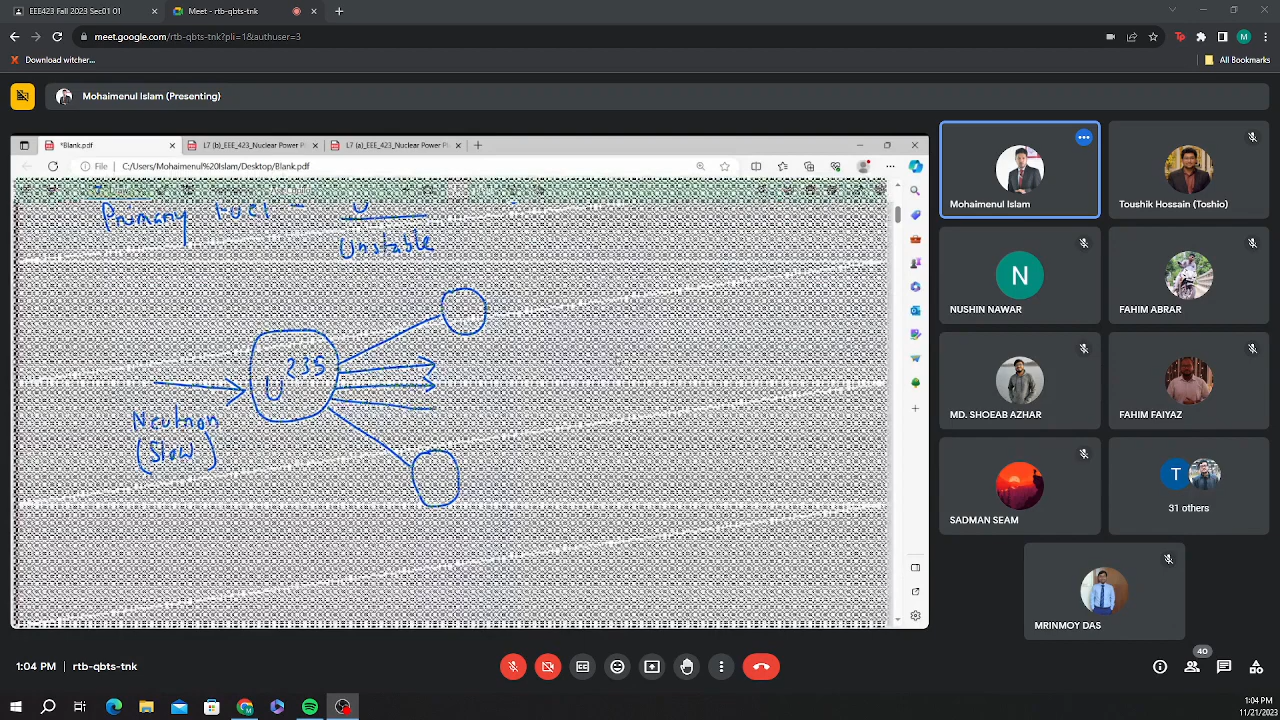 EEE423 Fall 2023 Sec01 01
Meet - rtb-qbts-tnk
meet.google.com/rtb-qbts-tnk?pli=1&authuser=3
Download witcher...
All Bookmarks
Mohaimenul Islam (Presenting)
*Blank.pdf
L7 (b)_EEE_423_Nuclear Power P
L7 (a)_EEE_423_Nuclear Power P
File
C:/Users/Mohaimenul%20Islam/Desktop/Blank.pdf
Primary Fuel - U
Unstable
U 235
Neutron
(Slow)
Mohaimenul Islam
Toushik Hossain (Toshio)
N
NUSHIN NAWAR
FAHIM ABRAR
MD. SHOEAB AZHAR
FAHIM FAIYAZ
SADMAN SEAM
T
31 others
MRINMOY DAS
1:04 PM | rtb-qbts-tnk
40
1:04 PM
11/21/2023